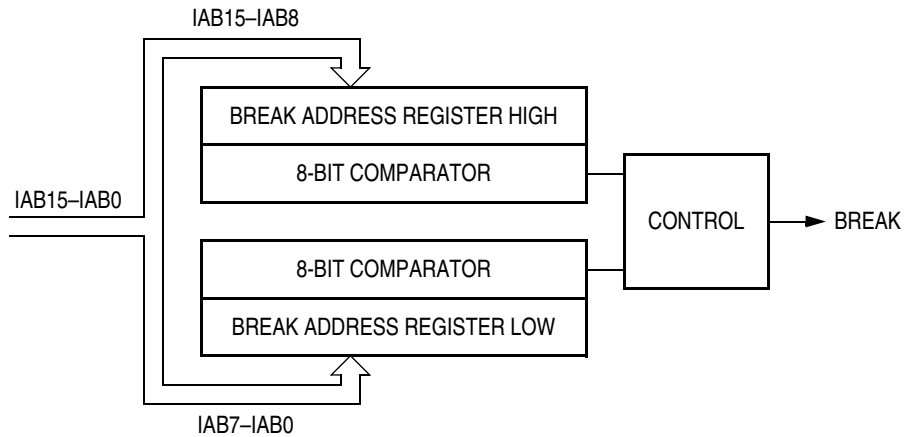 IAB15–IAB8
BREAK ADDRESS REGISTER HIGH
8-BIT COMPARATOR
IAB15–IAB0
CONTROL
BREAK
8-BIT COMPARATOR
BREAK ADDRESS REGISTER LOW
IAB7–IAB0